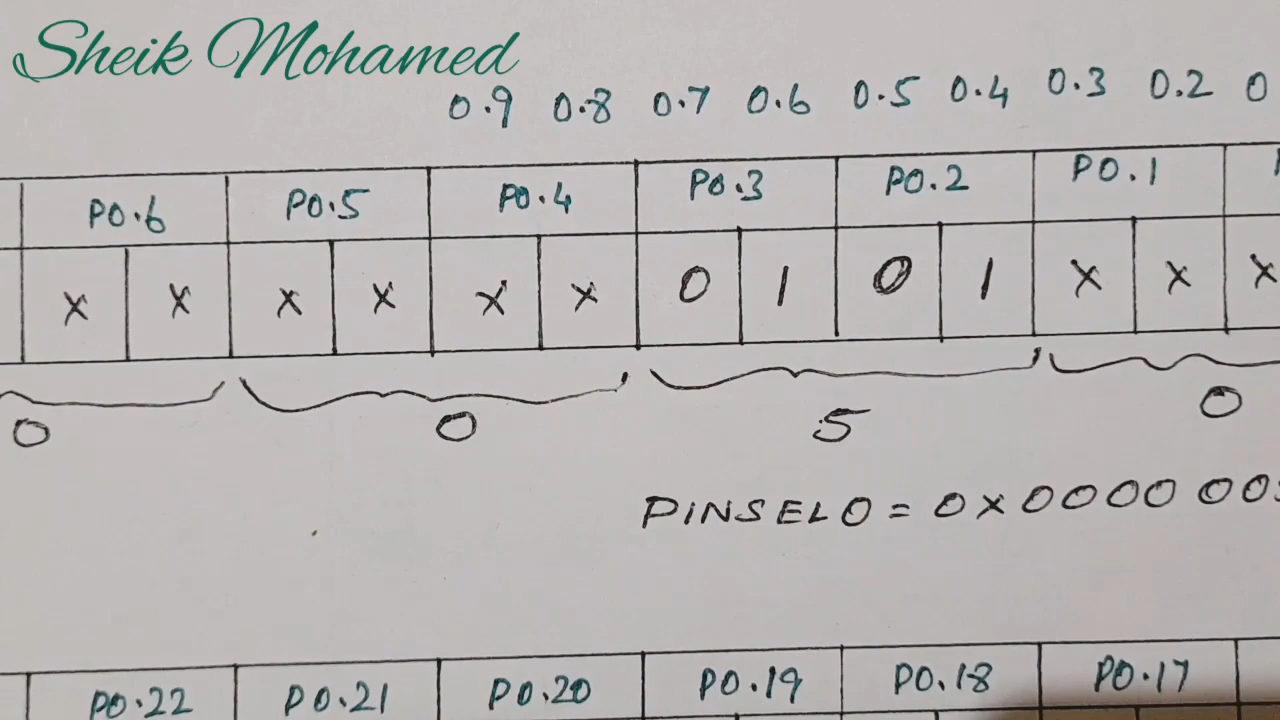 Sheik Mohamed
0.9 0.8 0.7 0.6 0.5 0.4 0.3 0.2 0
P0.6 P0.5 P0.4 P0.3 P0.2 P0.1
x x x x x x 0 1 0 1 x x x
0 0 5 0
PINSEL0 = 0x0000 00
P0.22 P0.21 P0.20 P0.19 P0.18 P0.17